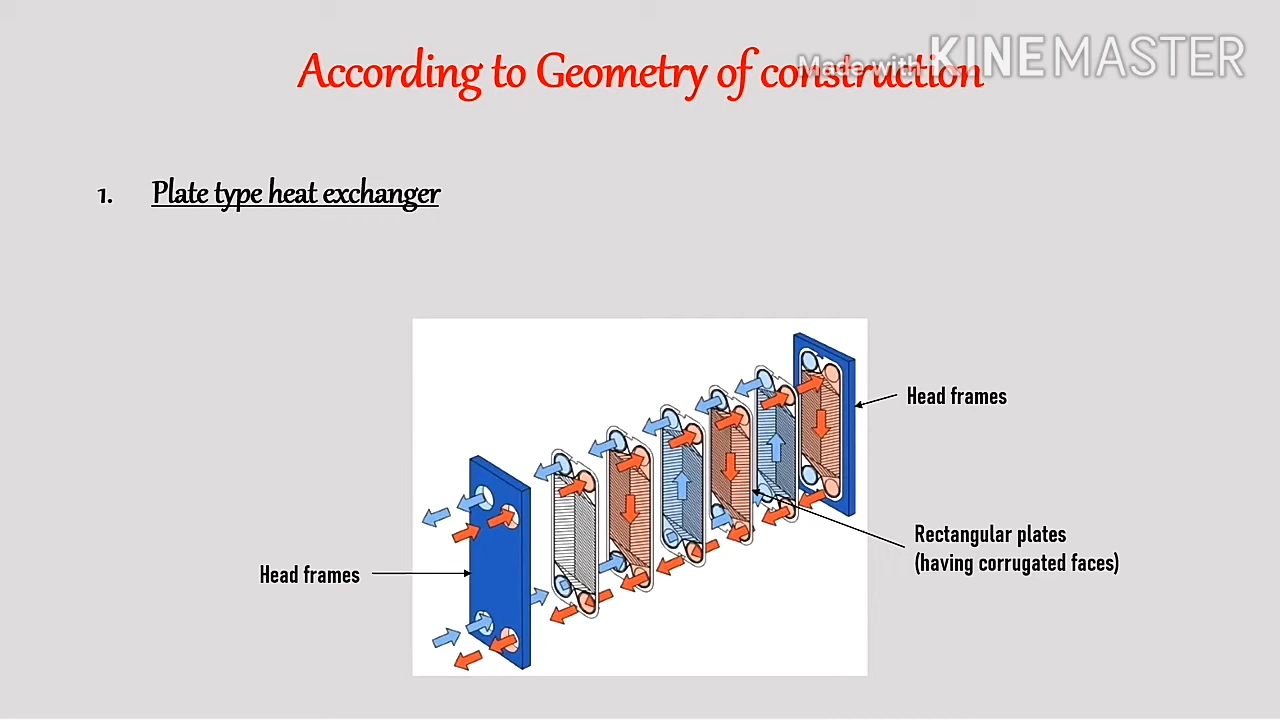 According to Geometry of construction
Made with KINEMASTER
1. Plate type heat exchanger
Head frames
Rectangular plates
(having corrugated faces)
Head frames